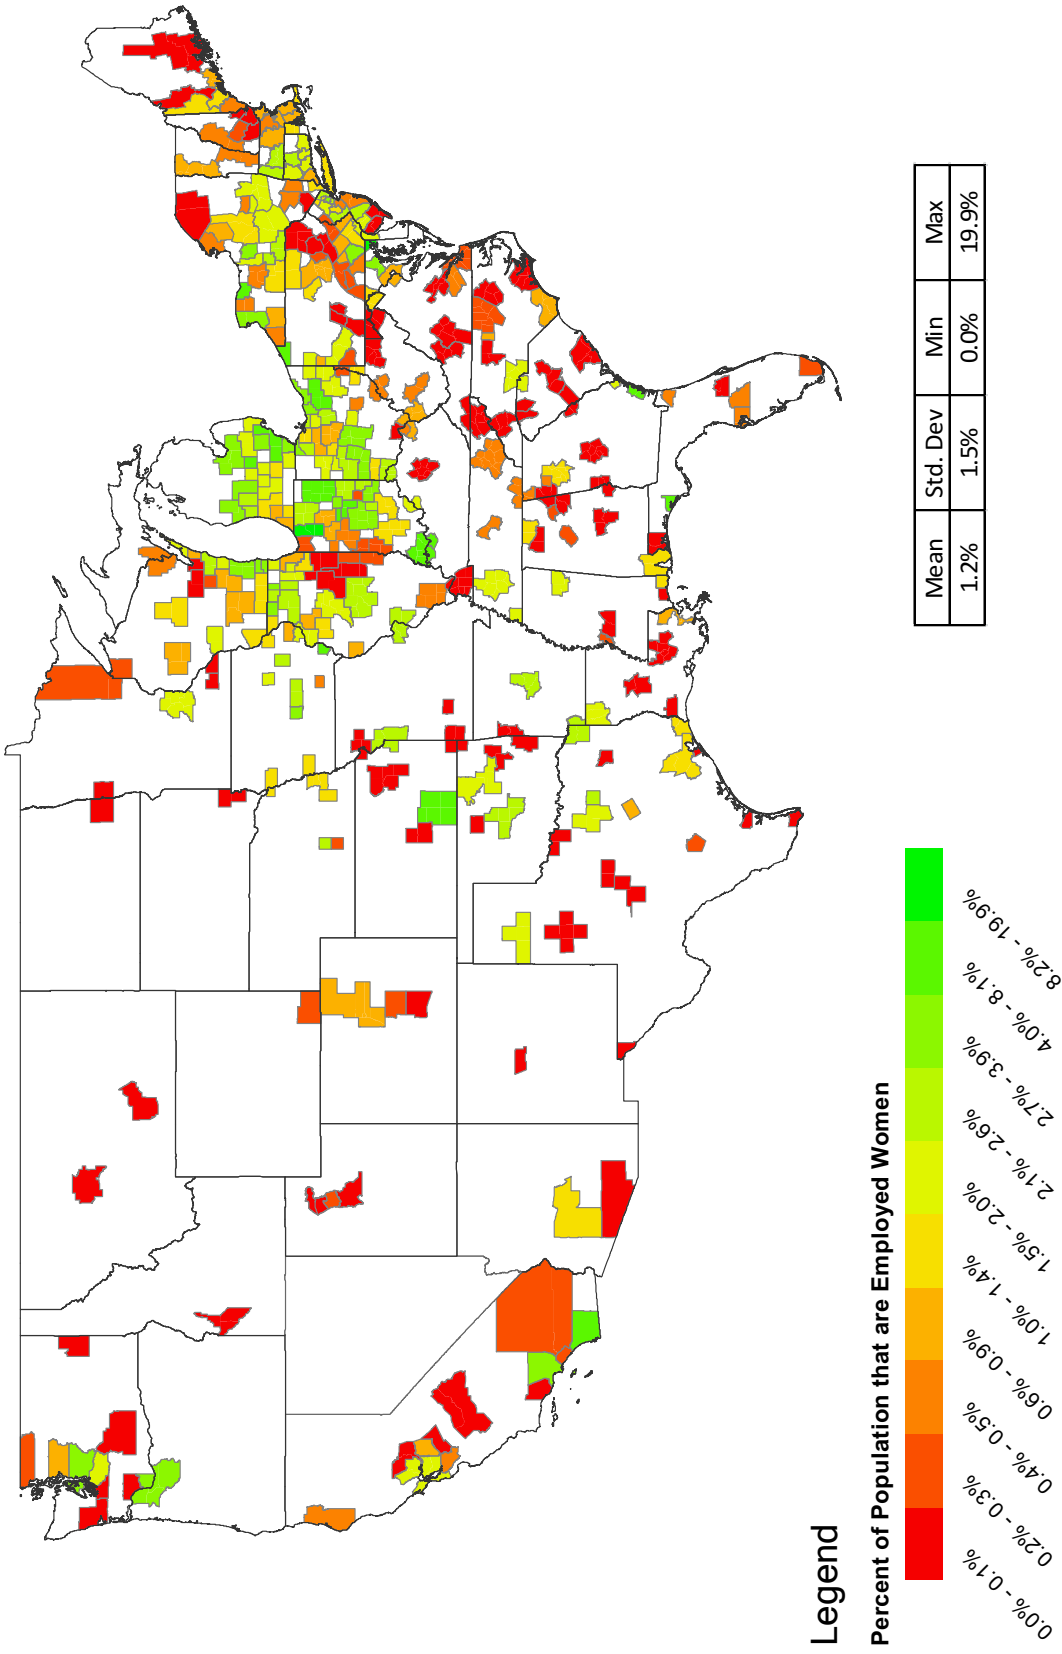 Legend
Percent of Population that are Employed Women
0.0% - 0.1%
0.2% - 0.3%
0.4% - 0.5%
0.6% - 0.9%
1.0% - 1.4%
1.5% - 2.0%
2.1% - 2.6%
2.7% - 3.9%
4.0% - 8.1%
8.2% - 19.9%
Mean Std. Dev Min Max
1.2% 1.5% 0.0% 19.9%